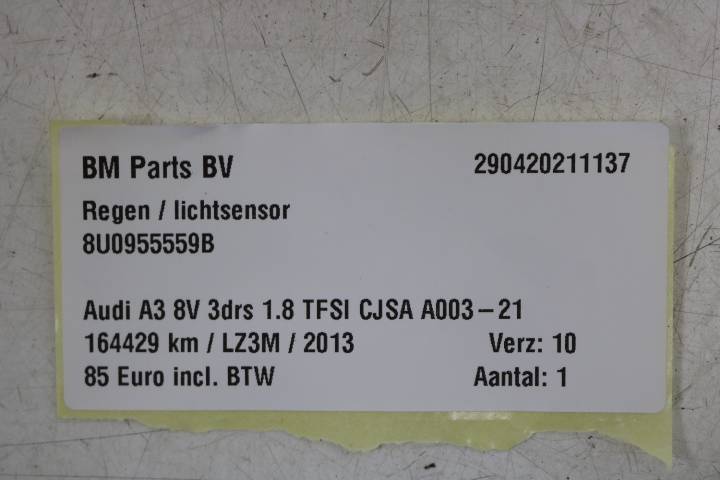 BM Parts BV 290420211137
Regen / lichtsensor
8U0955559B
Audi A3 8V 3drs 1.8 TFSI CJSA A003-21
164429 km / LZ3M / 2013 Verz: 10
85 Euro incl. BTW Aantal: 1